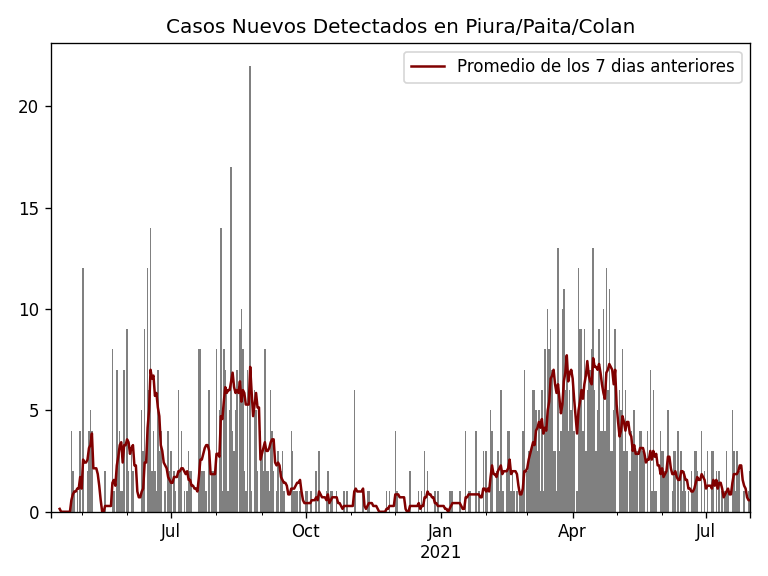 Casos Nuevos Detectados en Piura/Paita/Colan
Promedio de los 7 dias anteriores
20
15
10
5
0
Jul
Oct
Jan
2021
Apr
Jul